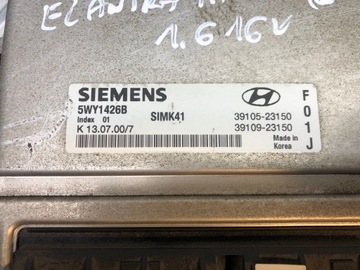 ELANTRA
1.6 16V
SIEMENS
5WY1426B
Index 01 SIMK41
K 13.07.00/7
39105-23150
39109-23150
Made in
Korea
F
0
1
J